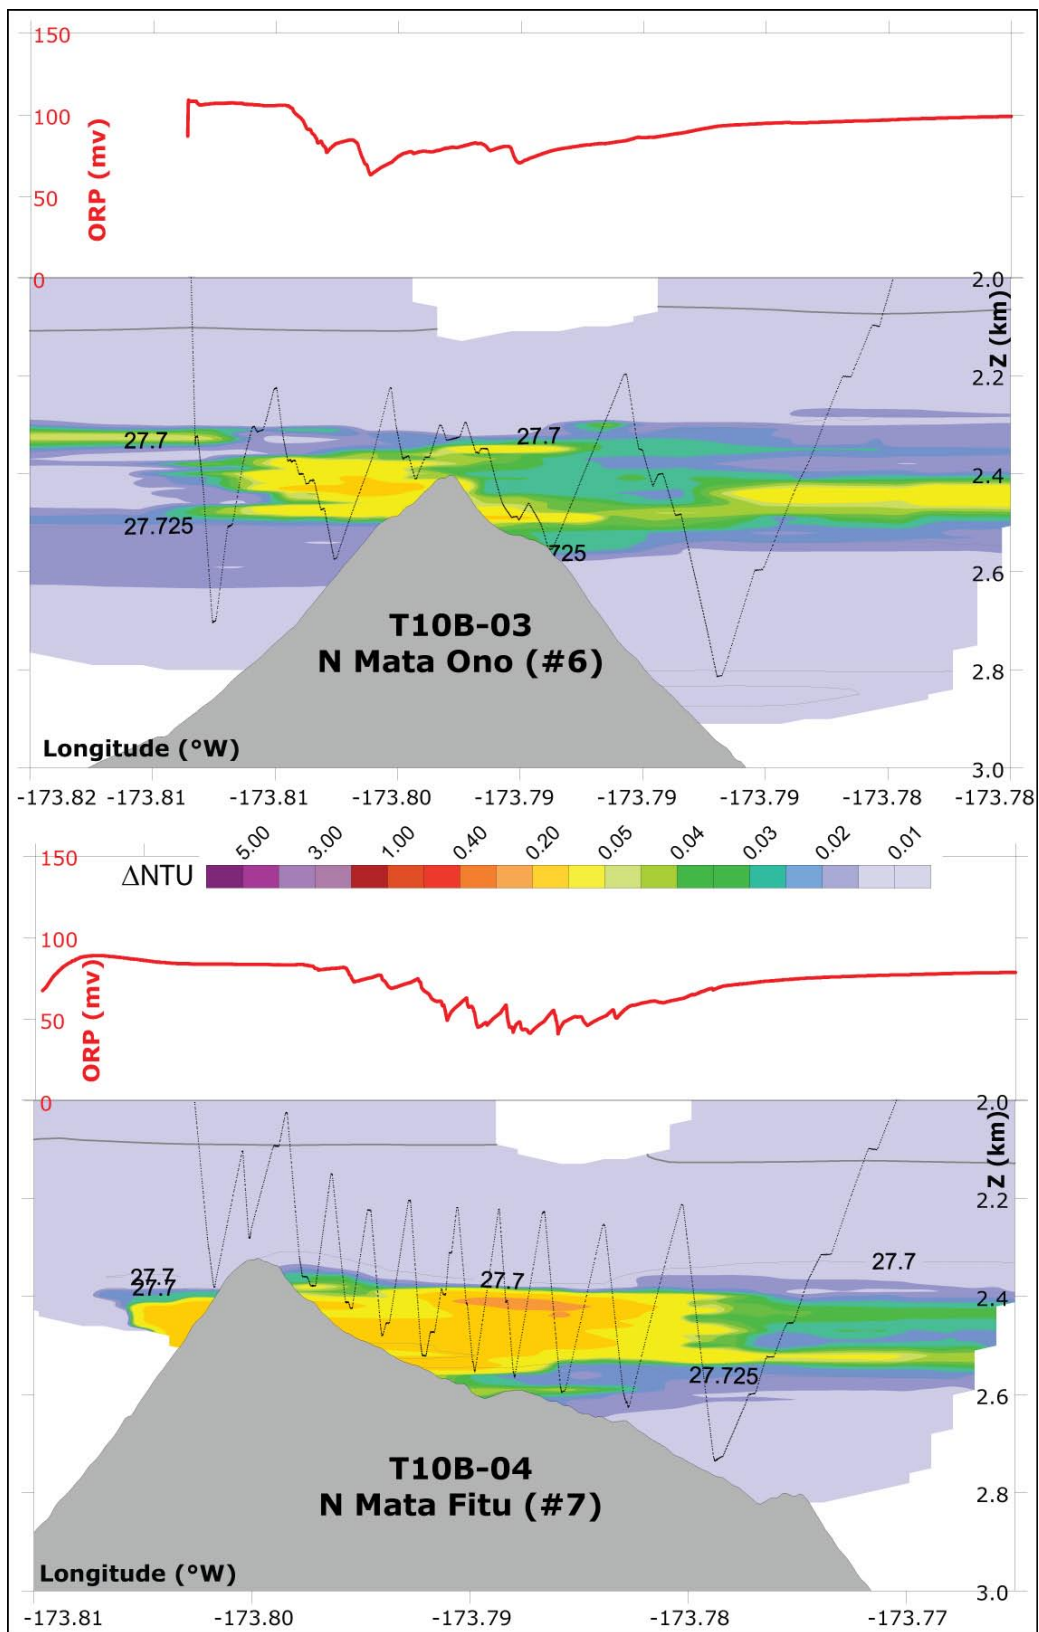 150
100
ORP (mv)
50
0
2.0
Z (km)
2.2
27.7
27.7
2.4
27.725
725
2.6
T10B-03
N Mata Ono (#6)
2.8
Longitude (°W)
3.0
-173.82 -173.81 -173.81 -173.80 -173.79 -173.79 -173.79 -173.78 -173.78
150
ΔNTU
5.00 3.00 1.00 0.40 0.20 0.05 0.04 0.03 0.02 0.01
100
ORP (mv)
50
0
2.0
Z (km)
2.2
27.7
27.7
27.7
27.7
2.4
27.725
2.6
T10B-04
N Mata Fitu (#7)
2.8
Longitude (°W)
3.0
-173.81 -173.80 -173.79 -173.78 -173.77